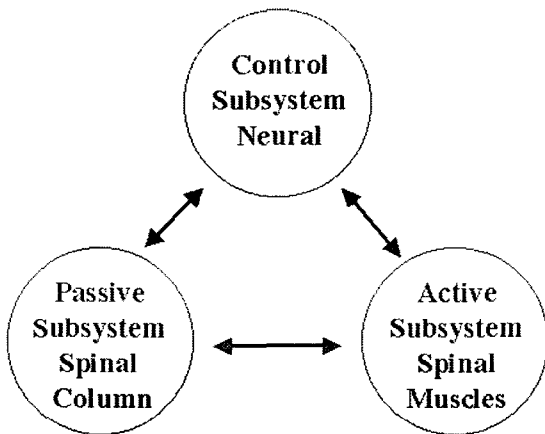 Control
Subsystem
Neural
Passive
Subsystem
Spinal
Column
Active
Subsystem
Spinal
Muscles